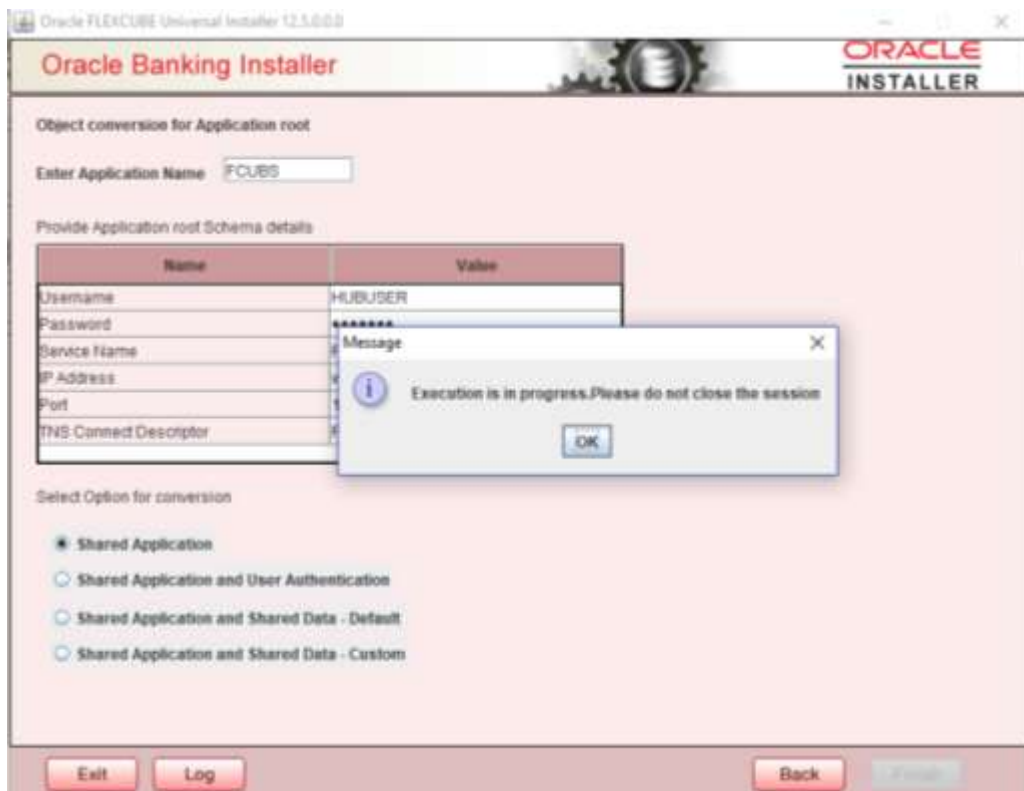 Oracle FLEXCUBE Universal Installer 12.5.0.0.0
Oracle Banking Installer
ORACLE
INSTALLER
Object conversion for Application root
Enter Application Name FCUBS
Provide Application root Schema details
Name Value
Username HUBUSER
Password
Service Name
IP Address
Port
TNS Connect Descriptor
Message
Execution is in progress.Please do not close the session
OK
Select Option for conversion
Shared Application
Shared Application and User Authentication
Shared Application and Shared Data - Default
Shared Application and Shared Data - Custom
Exit Log Back